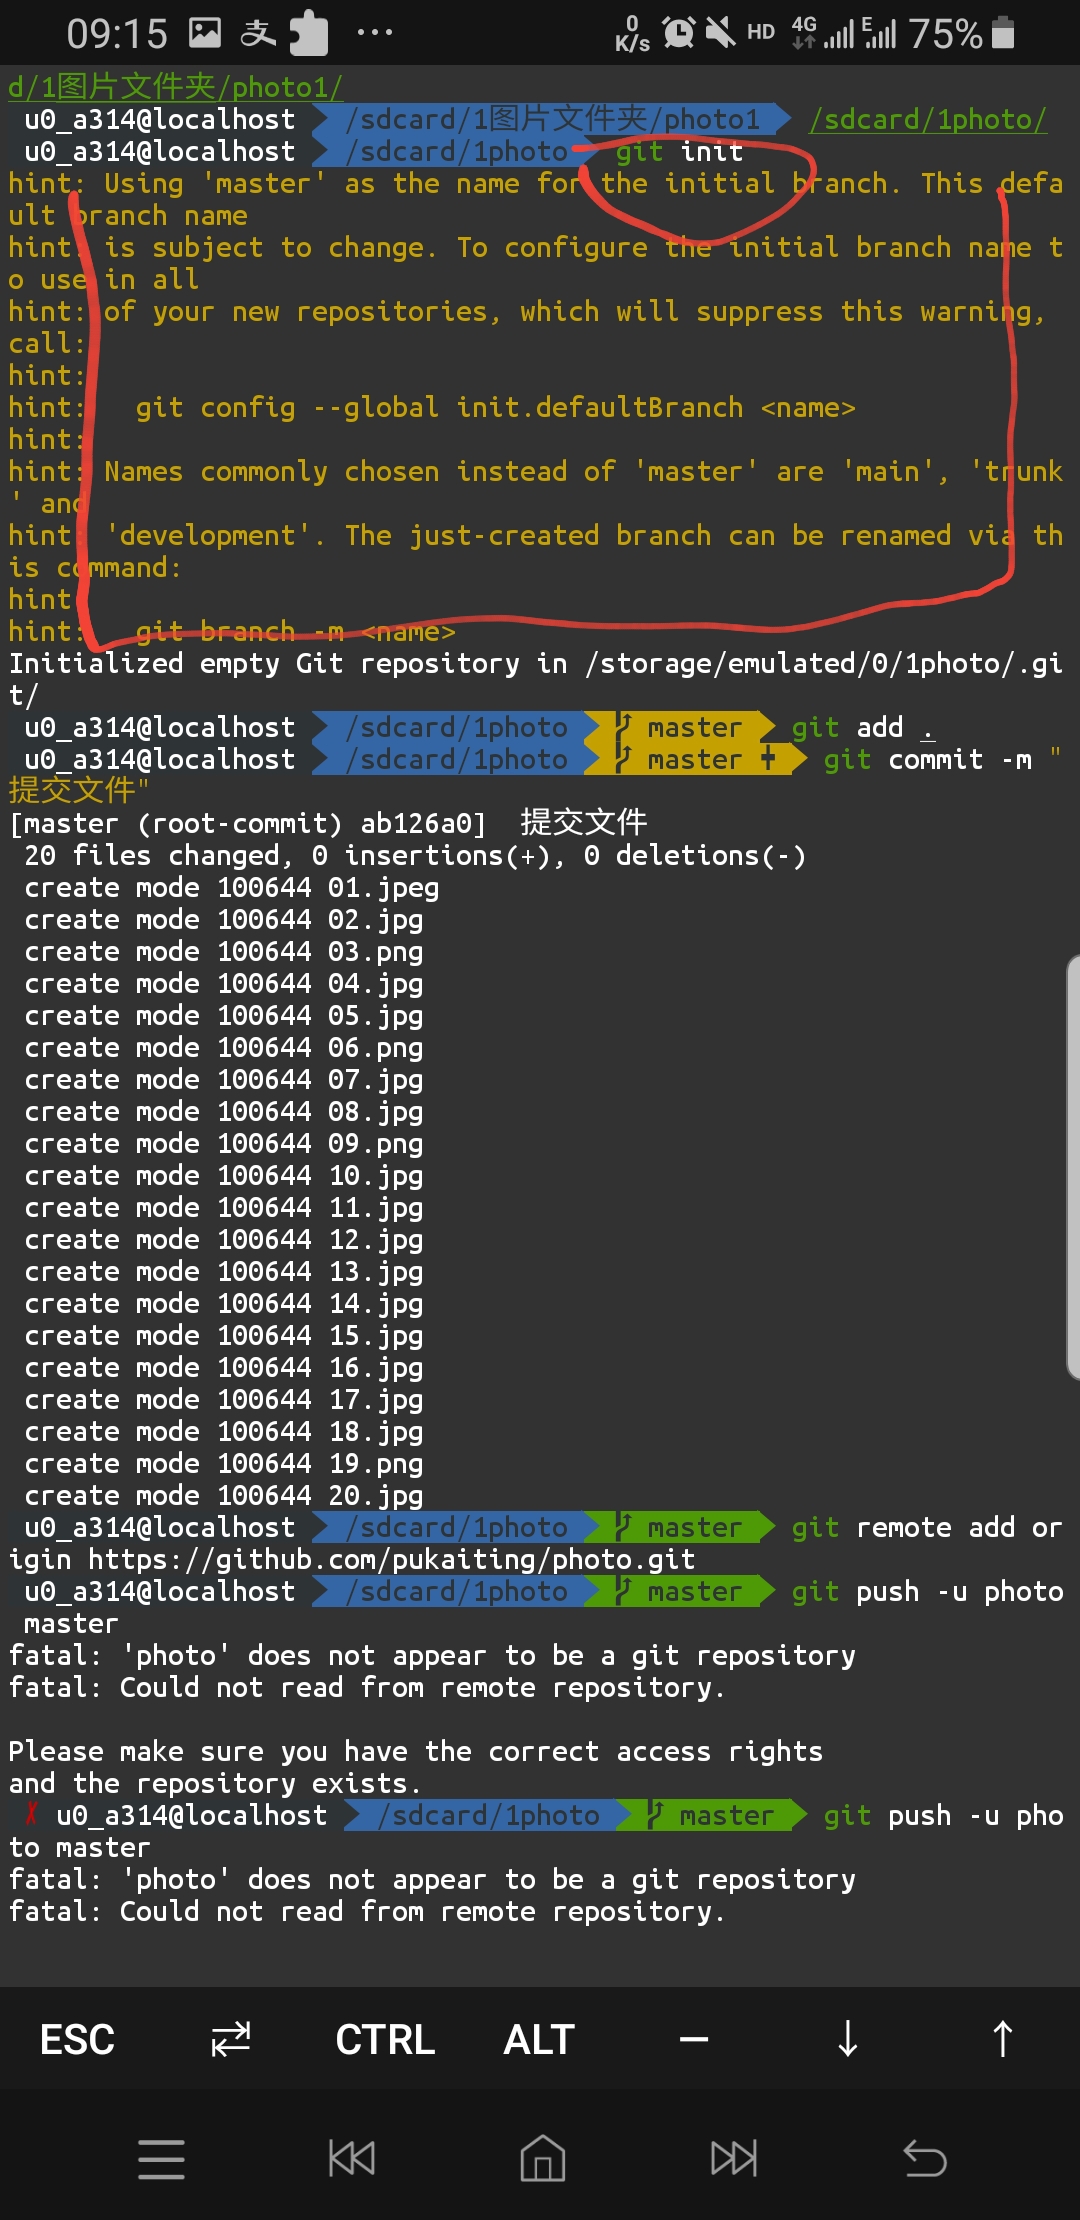 09:15 支 ... 0 K/s HD 4G E 75%
d/1图片文件夹/photo1/
u0_a314@localhost /sdcard/1图片文件夹/photo1 /sdcard/1photo/
u0_a314@localhost /sdcard/1photo git init
hint: Using 'master' as the name for the initial branch. This defa
ult branch name
hint: is subject to change. To configure the initial branch name t
o use in all
hint: of your new repositories, which will suppress this warning,
call:
hint:
hint:   git config --global init.defaultBranch <name>
hint:
hint: Names commonly chosen instead of 'master' are 'main', 'trunk
' and
hint: 'development'. The just-created branch can be renamed via th
is command:
hint:
hint:   git branch -m <name>
Initialized empty Git repository in /storage/emulated/0/1photo/.gi
t/
u0_a314@localhost /sdcard/1photo master git add .
u0_a314@localhost /sdcard/1photo master + git commit -m "
提交文件"
[master (root-commit) ab126a0]  提交文件
20 files changed, 0 insertions(+), 0 deletions(-)
create mode 100644 01.jpeg
create mode 100644 02.jpg
create mode 100644 03.png
create mode 100644 04.jpg
create mode 100644 05.jpg
create mode 100644 06.png
create mode 100644 07.jpg
create mode 100644 08.jpg
create mode 100644 09.png
create mode 100644 10.jpg
create mode 100644 11.jpg
create mode 100644 12.jpg
create mode 100644 13.jpg
create mode 100644 14.jpg
create mode 100644 15.jpg
create mode 100644 16.jpg
create mode 100644 17.jpg
create mode 100644 18.jpg
create mode 100644 19.png
create mode 100644 20.jpg
u0_a314@localhost /sdcard/1photo master git remote add or
igin https://github.com/pukaiting/photo.git
u0_a314@localhost /sdcard/1photo master git push -u photo
master
fatal: 'photo' does not appear to be a git repository
fatal: Could not read from remote repository.
Please make sure you have the correct access rights
and the repository exists.
✗ u0_a314@localhost /sdcard/1photo master git push -u pho
to master
fatal: 'photo' does not appear to be a git repository
fatal: Could not read from remote repository.
ESC ⇄ CTRL ALT – ↓ ↑